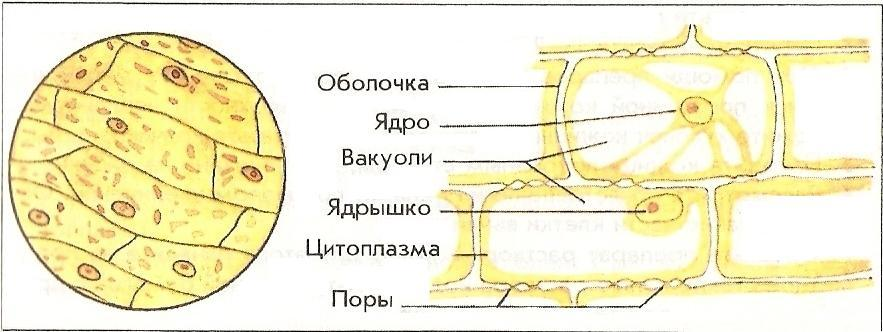 Оболочка
Ядро
Вакуоли
Ядрышко
Цитоплазма
Поры